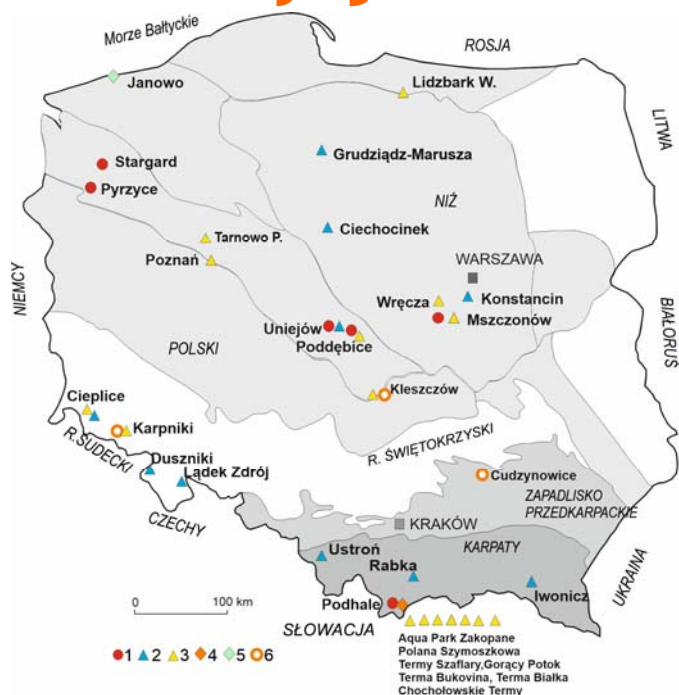 Morze Bałtyckie
ROSJA
Janowo
Lidzbark W.
LITWA
Stargard
Grudziądz-Marusza
Pyrzyce
NIŻ
Ciechocinek
Tarnowo P.
Poznań
WARSZAWA
NIEMCY
Wręcza
Konstancin
BIAŁORUŚ
Mszczonów
Uniejów
Poddębice
POLSKI
Kleszczów
Cieplice
Karpniki
R. ŚWIĘTOKRZYSKI
R.SUDECKI
Duszniki
Lądek Zdrój
Cudzynowice
ZAPADLISKO
PRZEDKARPACKIE
CZECHY
KRAKÓW
KARPATY
Ustroń
Rabka
UKRAINA
Iwonicz
0 100 km
Podhale
SŁOWACJA
Aqua Park Zakopane
Polana Szymoszkowa
Termy Szaflary,Gorący Potok
Terma Bukovina, Terma Białka
Chochołowskie Termy
1 2 3 4 5 6